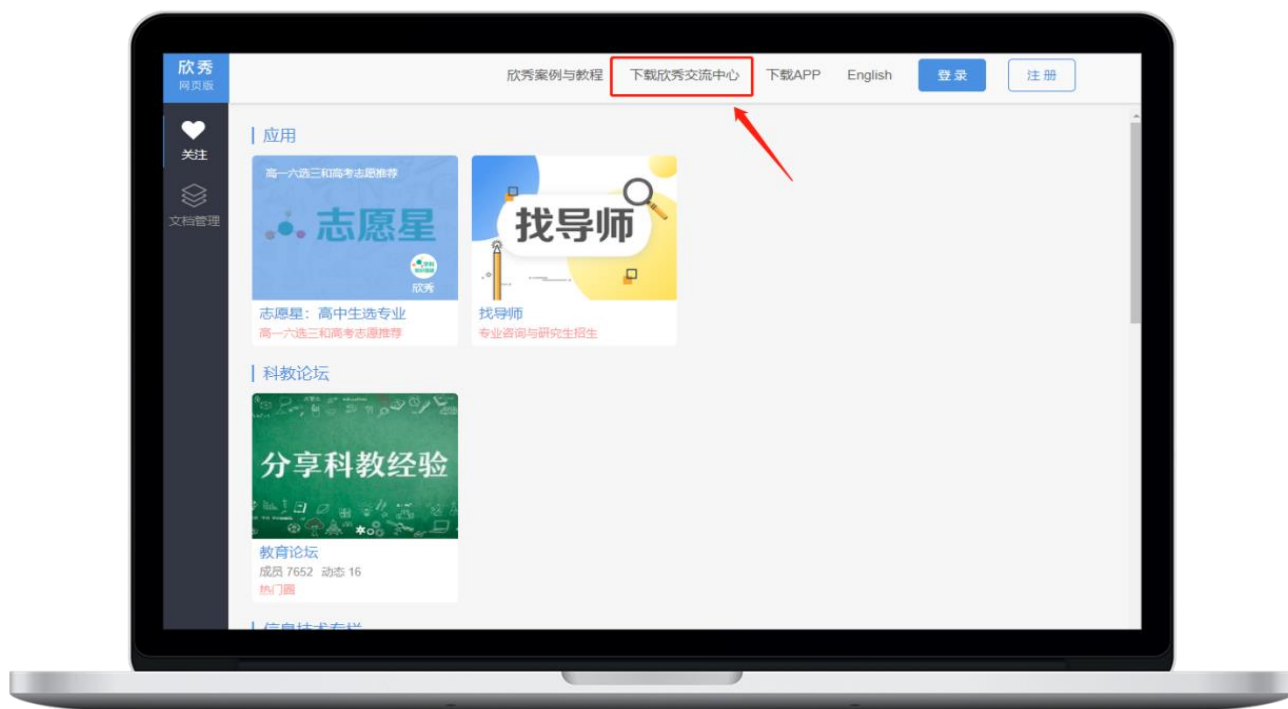 欣秀
网页版
欣秀案例与教程
下载欣秀交流中心
下载APP
English
登录
注册
关注
文档管理
应用
高一六选三和高考志愿推荐
志愿星
欣秀
志愿星：高中生选专业
高一六选三和高考志愿推荐
找导师
找导师
专业咨询与研究生招生
科教论坛
分享科教经验
教育论坛
成员 7652 动态 16
热门圈
信息技术专栏